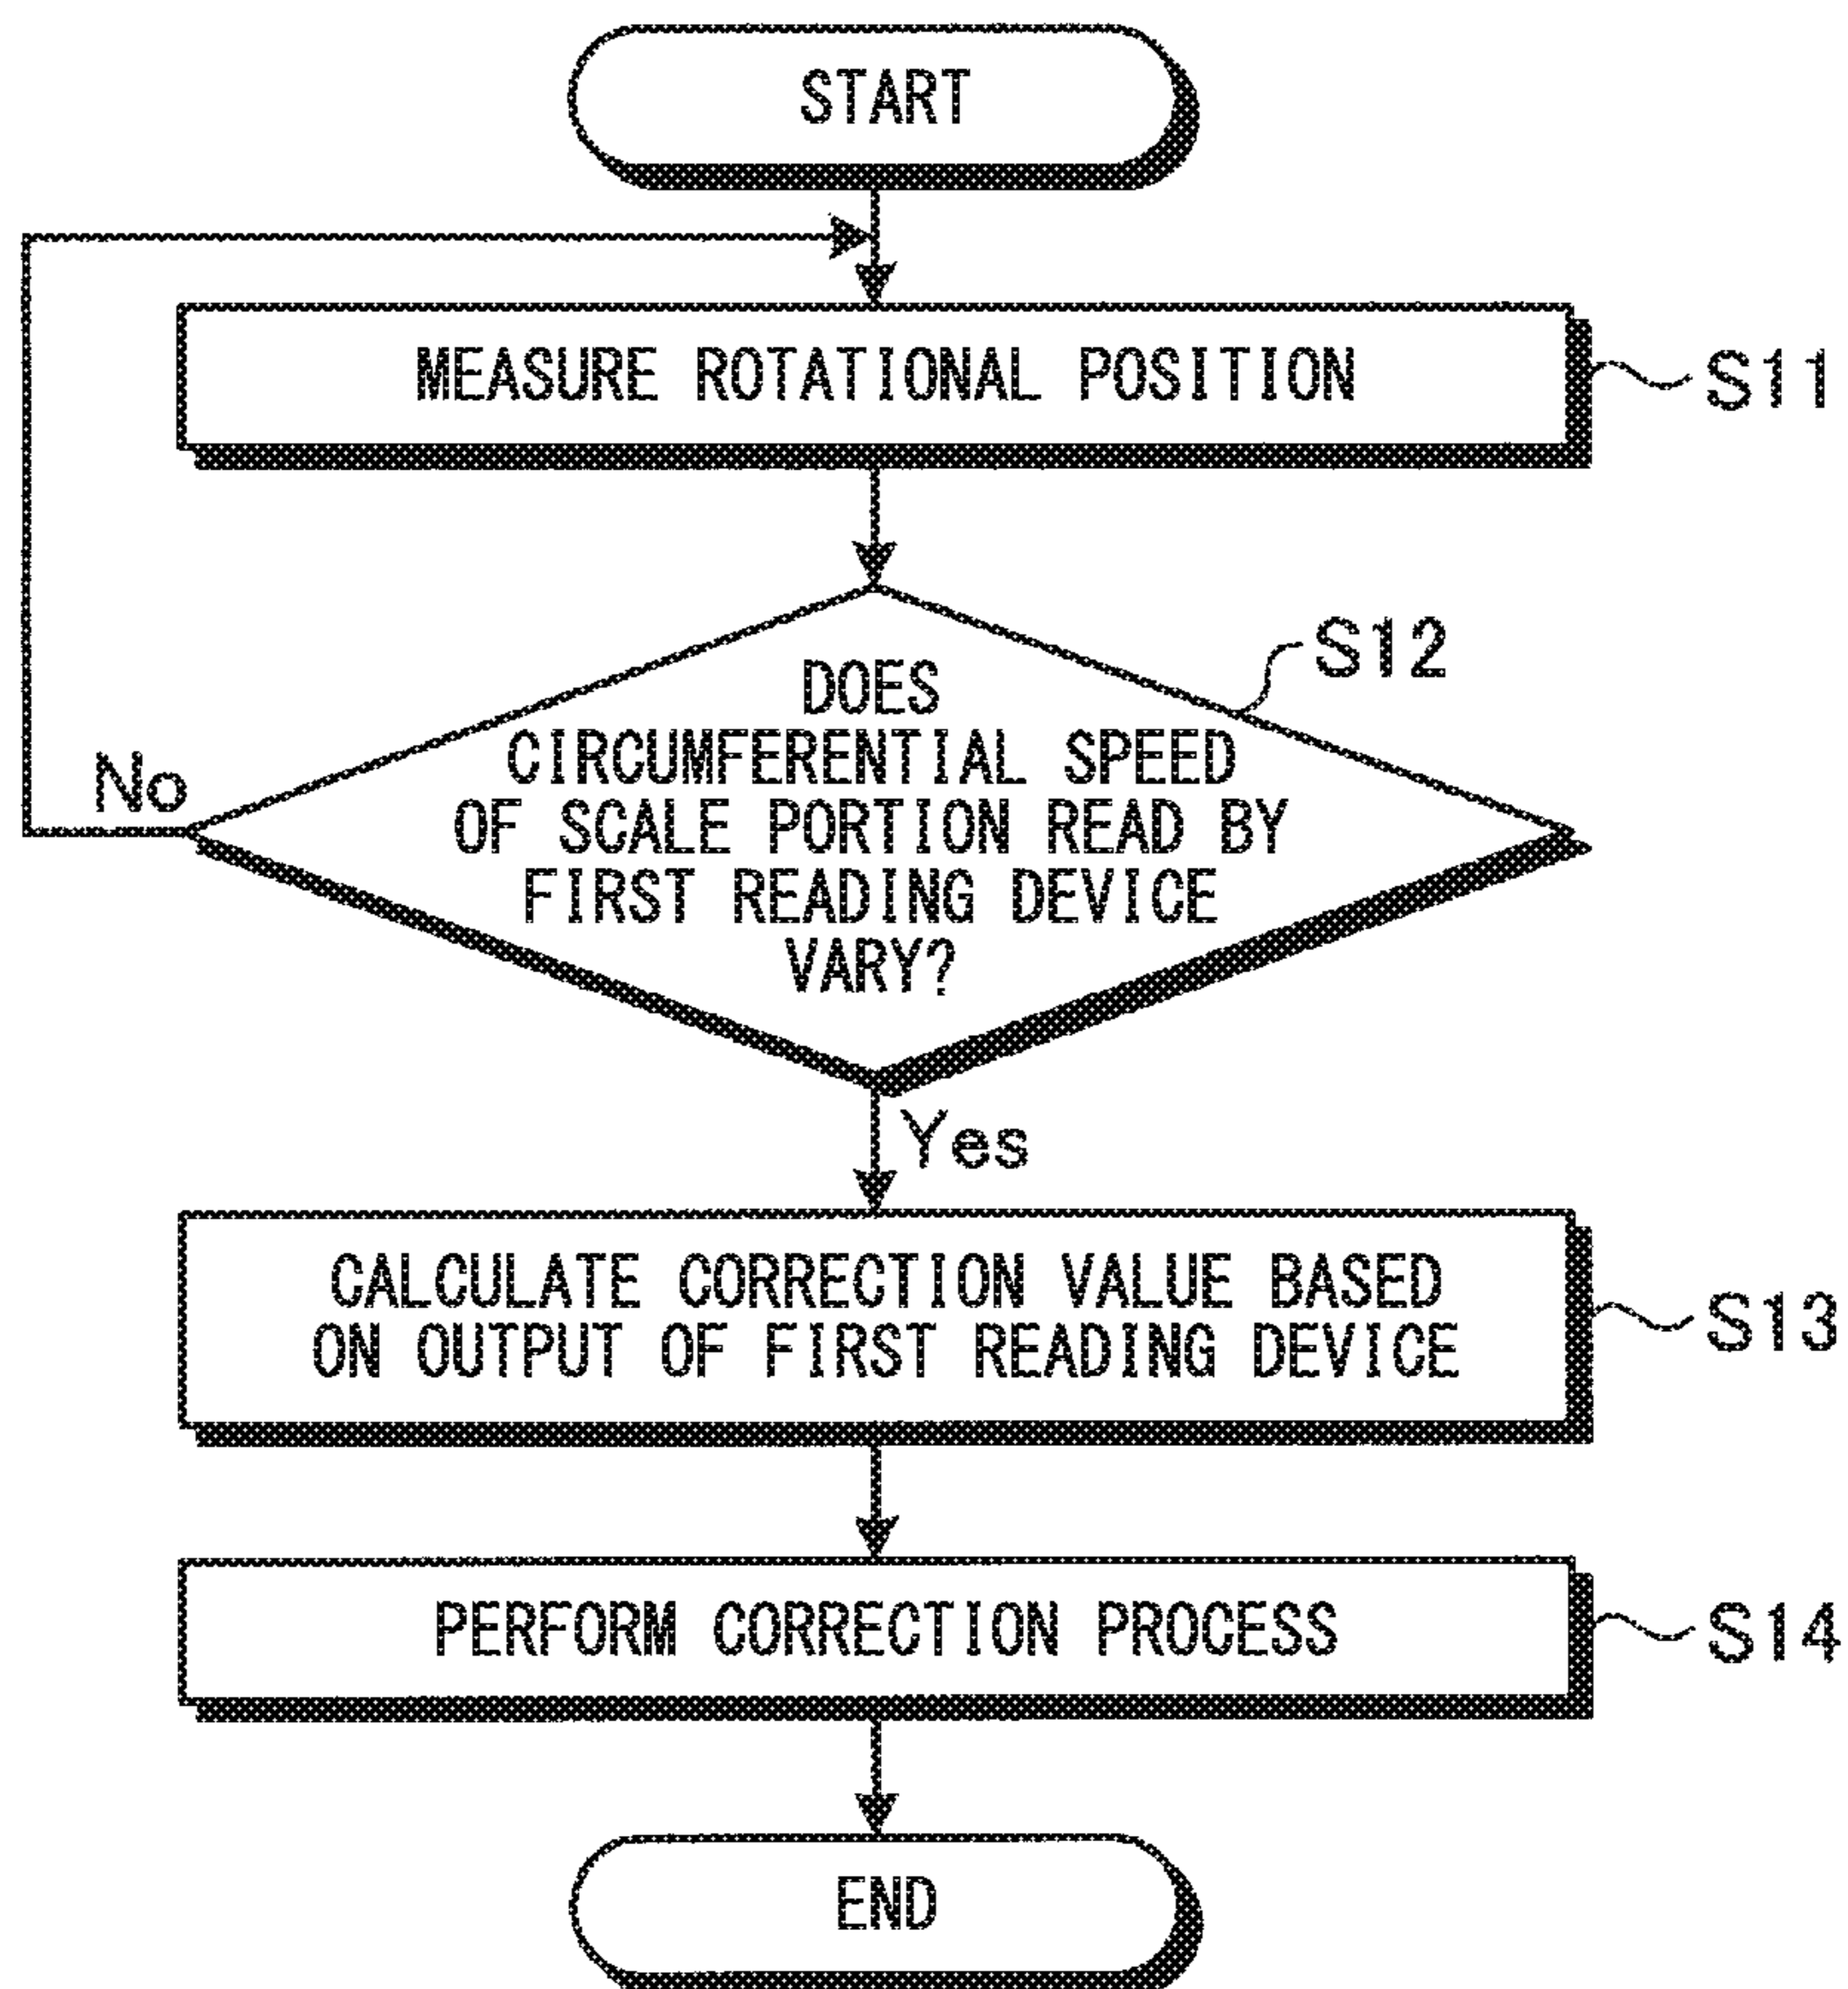 START
MEASURE ROTATIONAL POSITION
S11
S12
DOES
CIRCUMFERENTIAL SPEED
OF SCALE PORTION READ BY
FIRST READING DEVICE
VARY?
No
Yes
CALCULATE CORRECTION VALUE BASED
ON OUTPUT OF FIRST READING DEVICE
S13
PERFORM CORRECTION PROCESS
S14
END